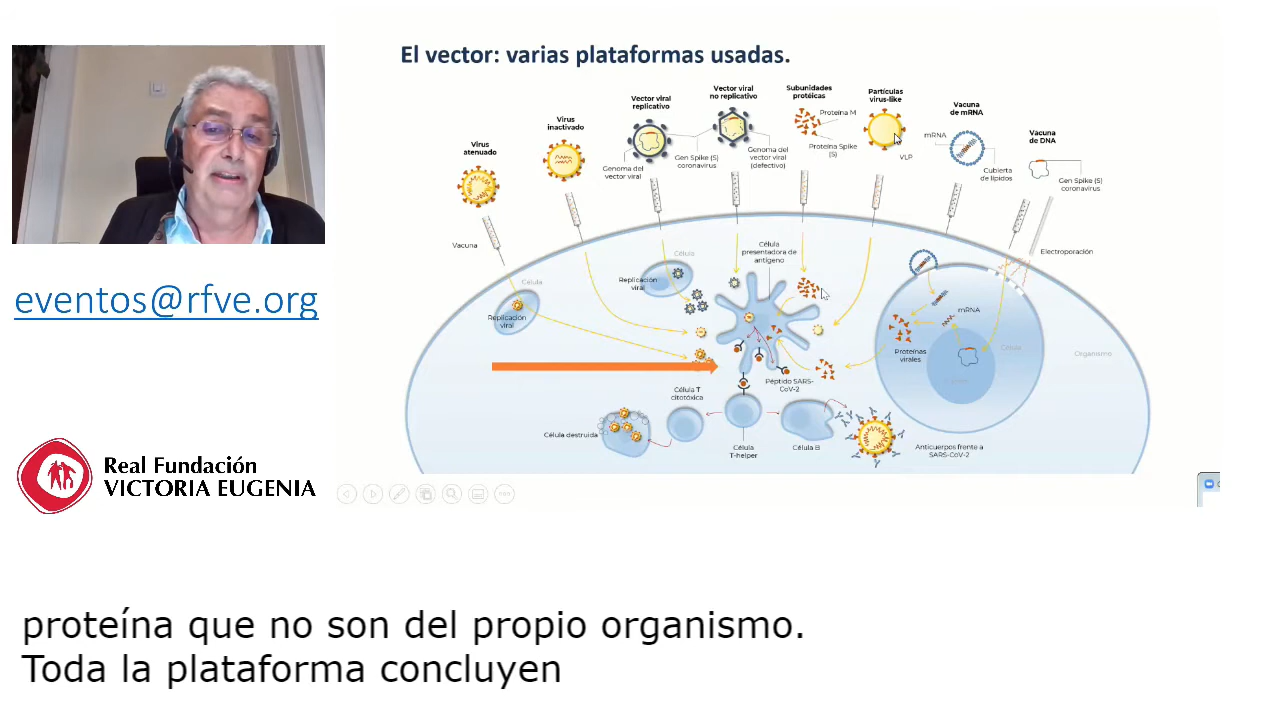 El vector: varias plataformas usadas.
Virus
atenuado
Virus
inactivado
Vector viral
replicativo
Vector viral
no replicativo
Subunidades
protéicas
Partículas
virus-like
Vacuna
de mRNA
Vacuna
de DNA
Genoma del
vector viral
Gen Spike (S)
coronavirus
Genoma del
vector viral
(defectivo)
Proteína M
Proteína Spike
(S)
VLP
mRNA
Cubierta
de lípidos
Gen Spike (S)
coronavirus
Vacuna
Electroporación
Célula
Replicación
viral
Célula
Replicación
viral
Célula
presentadora de
antígeno
mRNA
Proteínas
virales
Célula
Organismo
Péptido SARS-
CoV-2
Célula T
citotóxica
Célula destruida
Célula
T-helper
Célula B
Anticuerpos frente a
SARS-CoV-2
eventos@rfve.org
Real Fundación
VICTORIA EUGENIA
proteína que no son del propio organismo.
Toda la plataforma concluyen